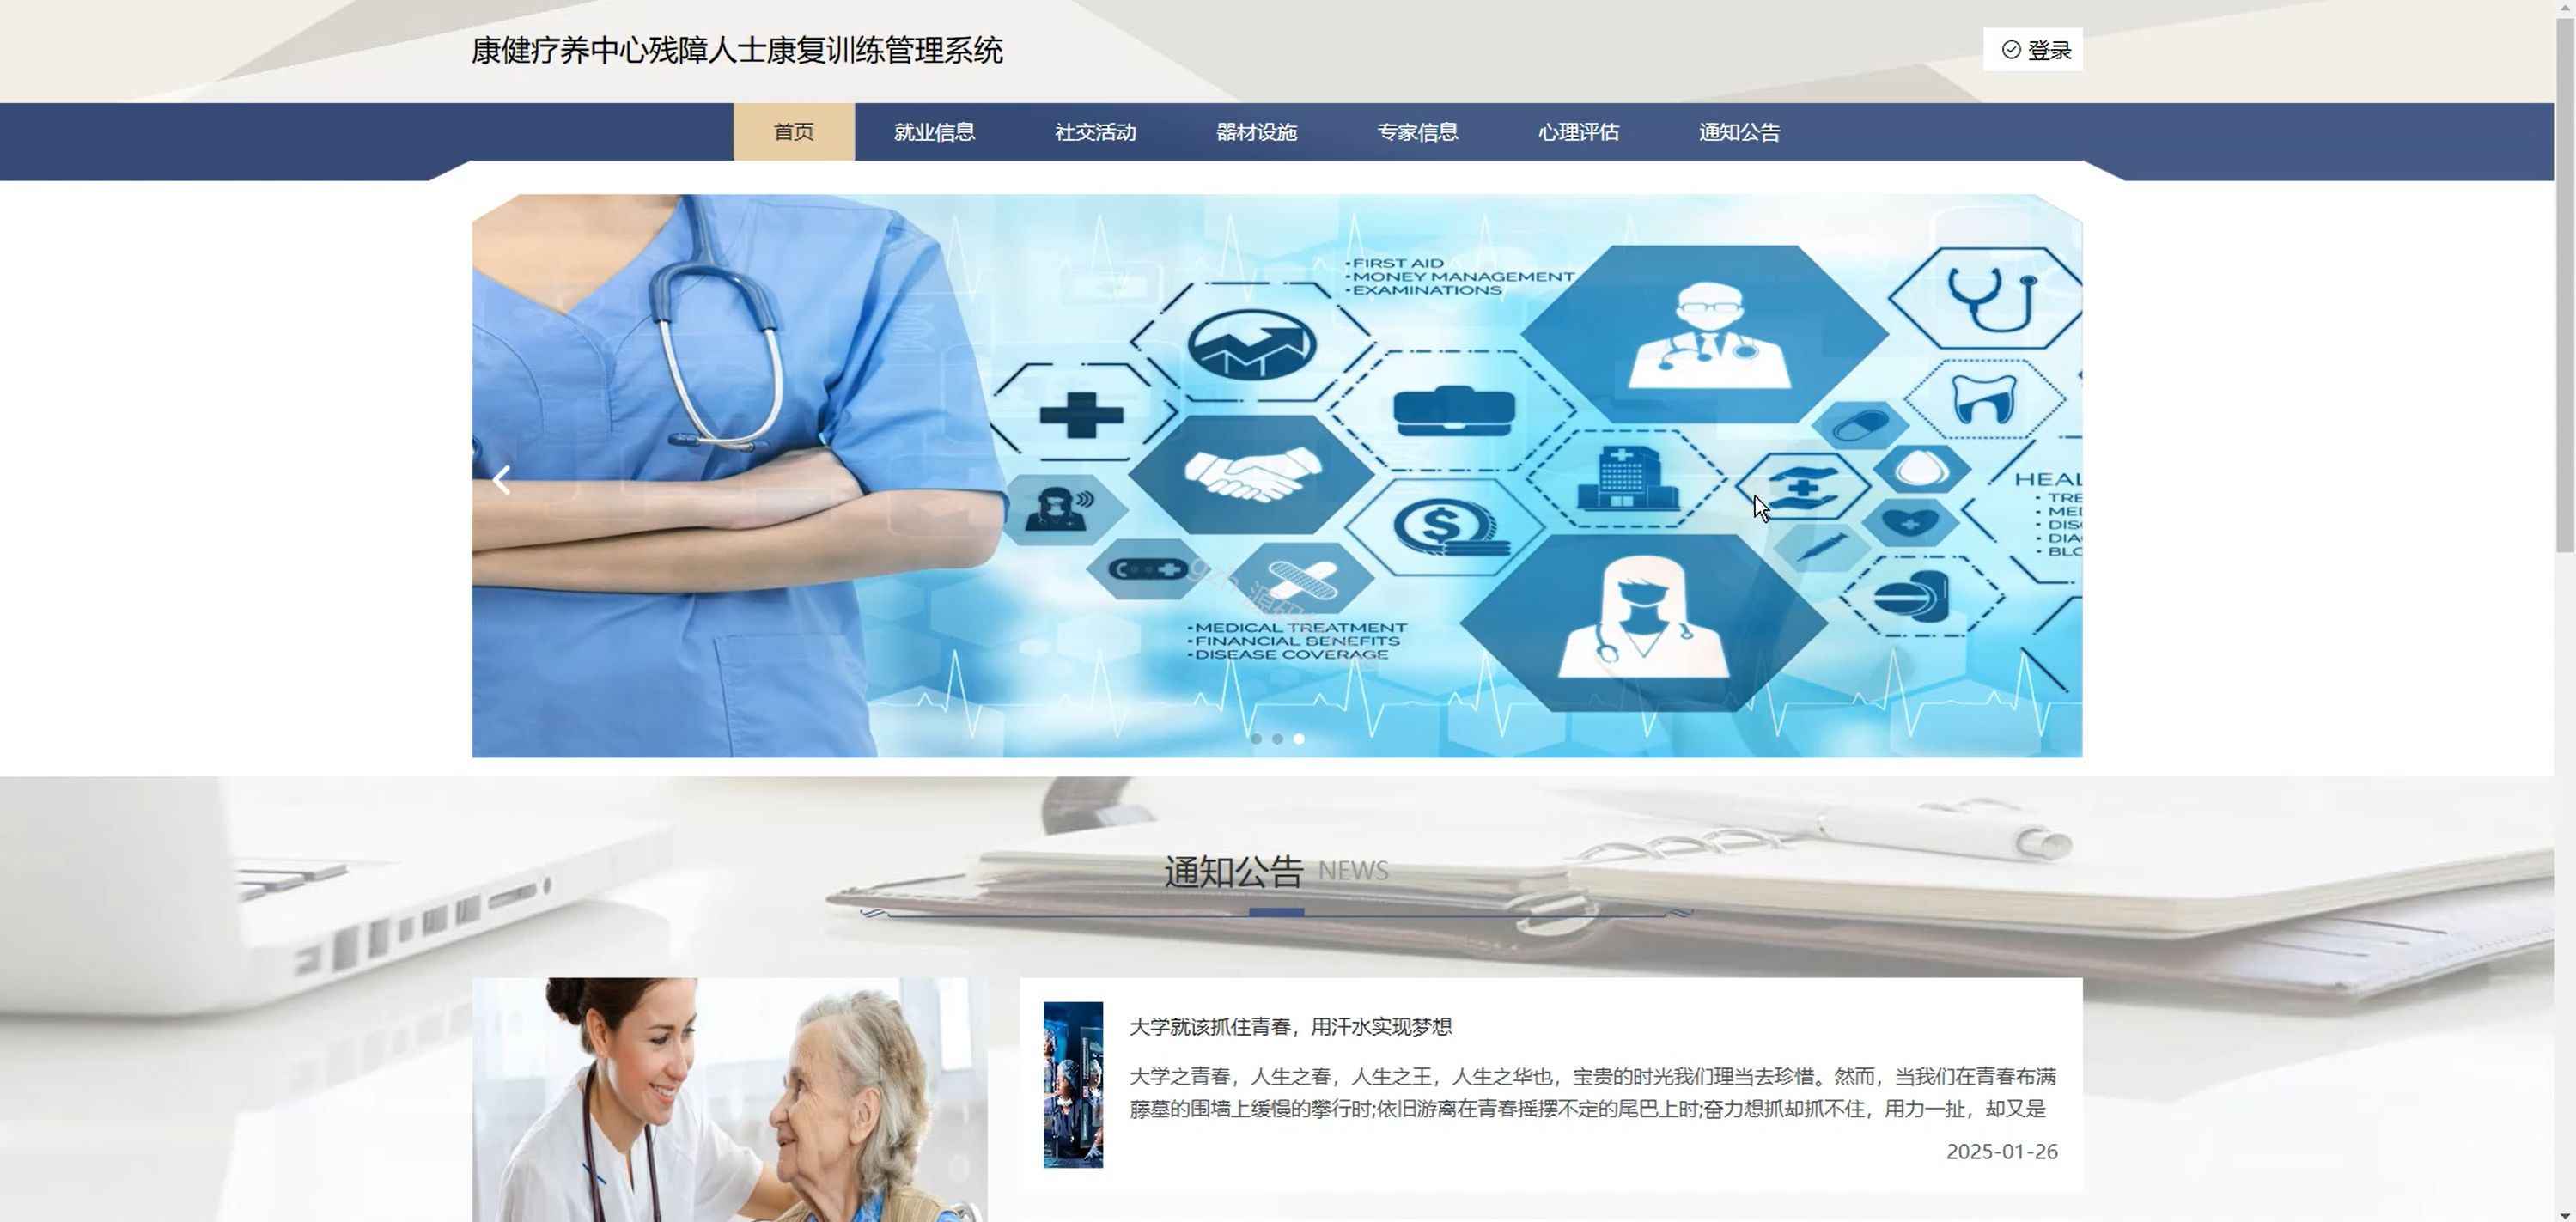 康健疗养中心残障人士康复训练管理系统
登录
首页 就业信息 社交活动 器材设施 专家信息 心理评估 通知公告
•FIRST AID
•MONEY MANAGEMENT
•EXAMINATIONS
HEAL
• TRE
• MED
• DIS
• DIA
• BLO
gzh 源码
•MEDICAL TREATMENT
•FINANCIAL BENEFITS
•DISEASE COVERAGE
通知公告 NEWS
大学就该抓住青春，用汗水实现梦想
大学之青春，人生之春，人生之王，人生之华也，宝贵的时光我们理当去珍惜。然而，当我们在青春布满
藤蔓的围墙上缓慢的攀行时;依旧游离在青春摇摆不定的尾巴上时;奋力想抓却抓不住，用力一扯，却又是
2025-01-26